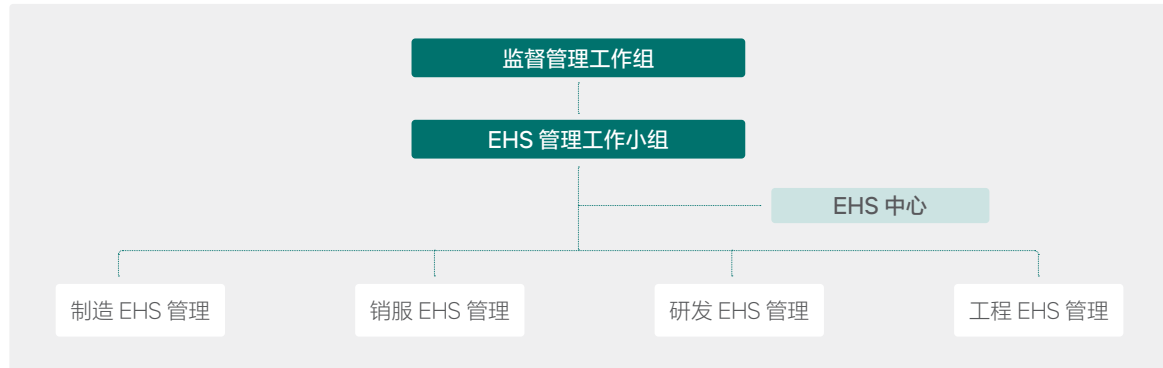 监督管理工作组
EHS 管理工作小组
EHS 中心
制造 EHS 管理
销服 EHS 管理
研发 EHS 管理
工程 EHS 管理